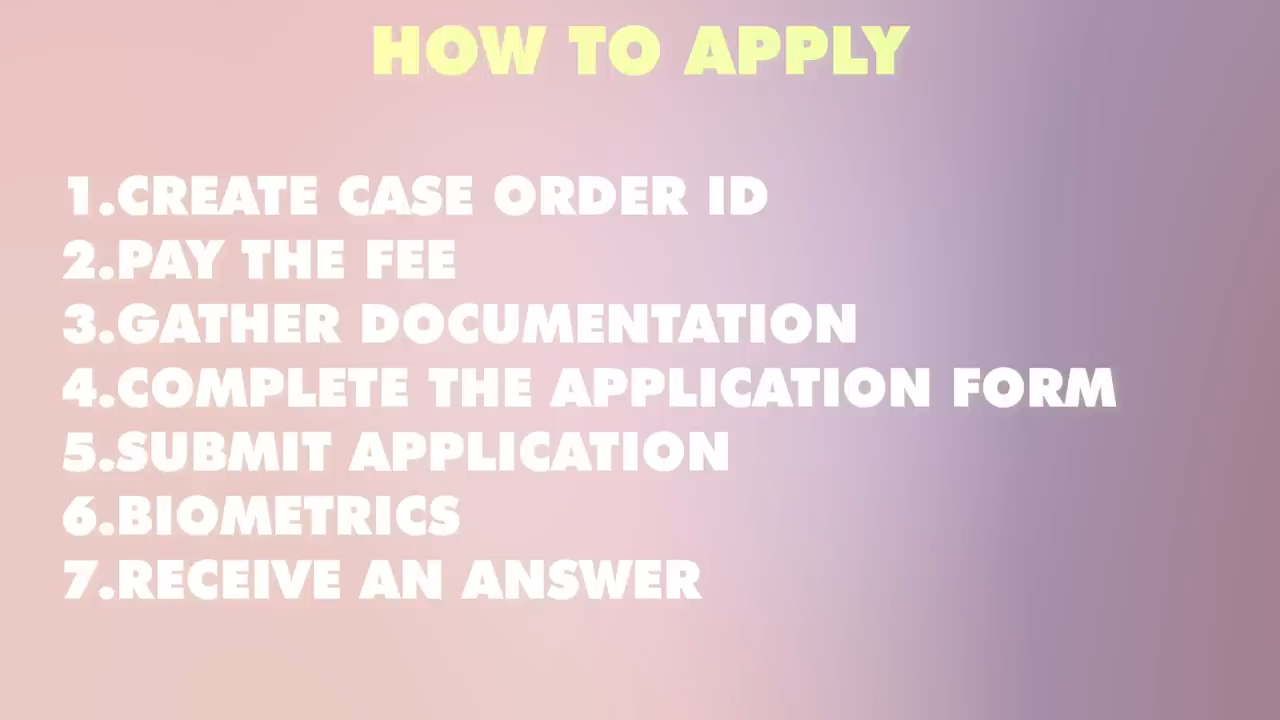 HOW TO APPLY
1.CREATE CASE ORDER ID
2.PAY THE FEE
3.GATHER DOCUMENTATION
4.COMPLETE THE APPLICATION FORM
5.SUBMIT APPLICATION
6.BIOMETRICS
7.RECEIVE AN ANSWER